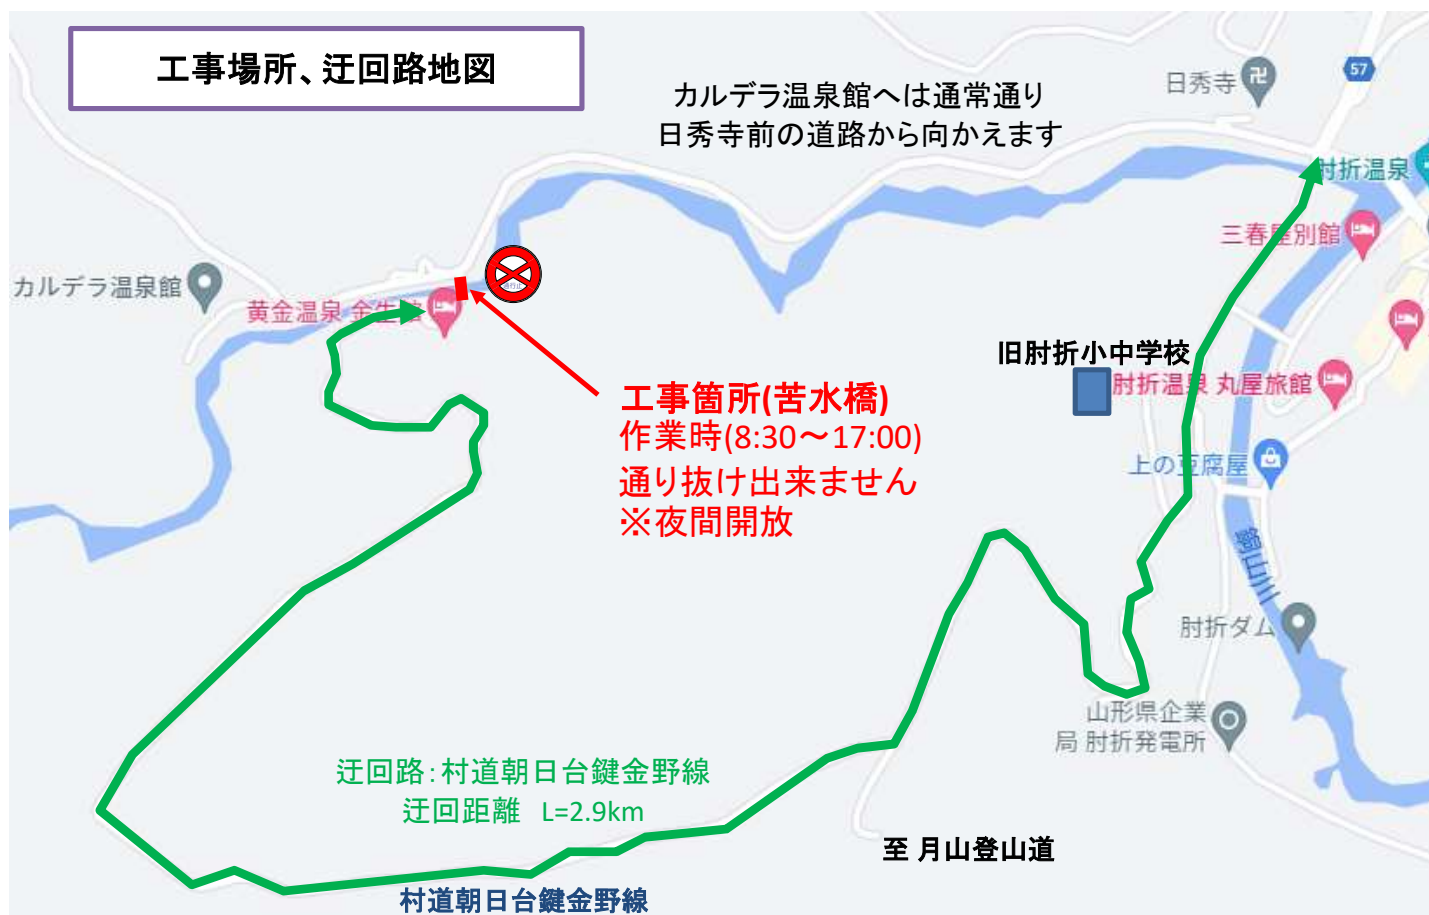 工事場所、迂回路地図
カルデラ温泉館へは通常通り
日秀寺前の道路から向かえます
日秀寺
57
肘折温泉
三春屋別館
カルデラ温泉館
黄金温泉 金生
旧肘折小中学校
肘折温泉 丸屋旅館
工事箇所(苦水橋)
作業時(8:30～17:00)
通り抜け出来ません
※夜間開放
上の豆腐屋
銅山川
肘折ダム
山形県企業
局 肘折発電所
迂回路：村道朝日台鍵金野線
迂回距離 L=2.9km
至 月山登山道
村道朝日台鍵金野線